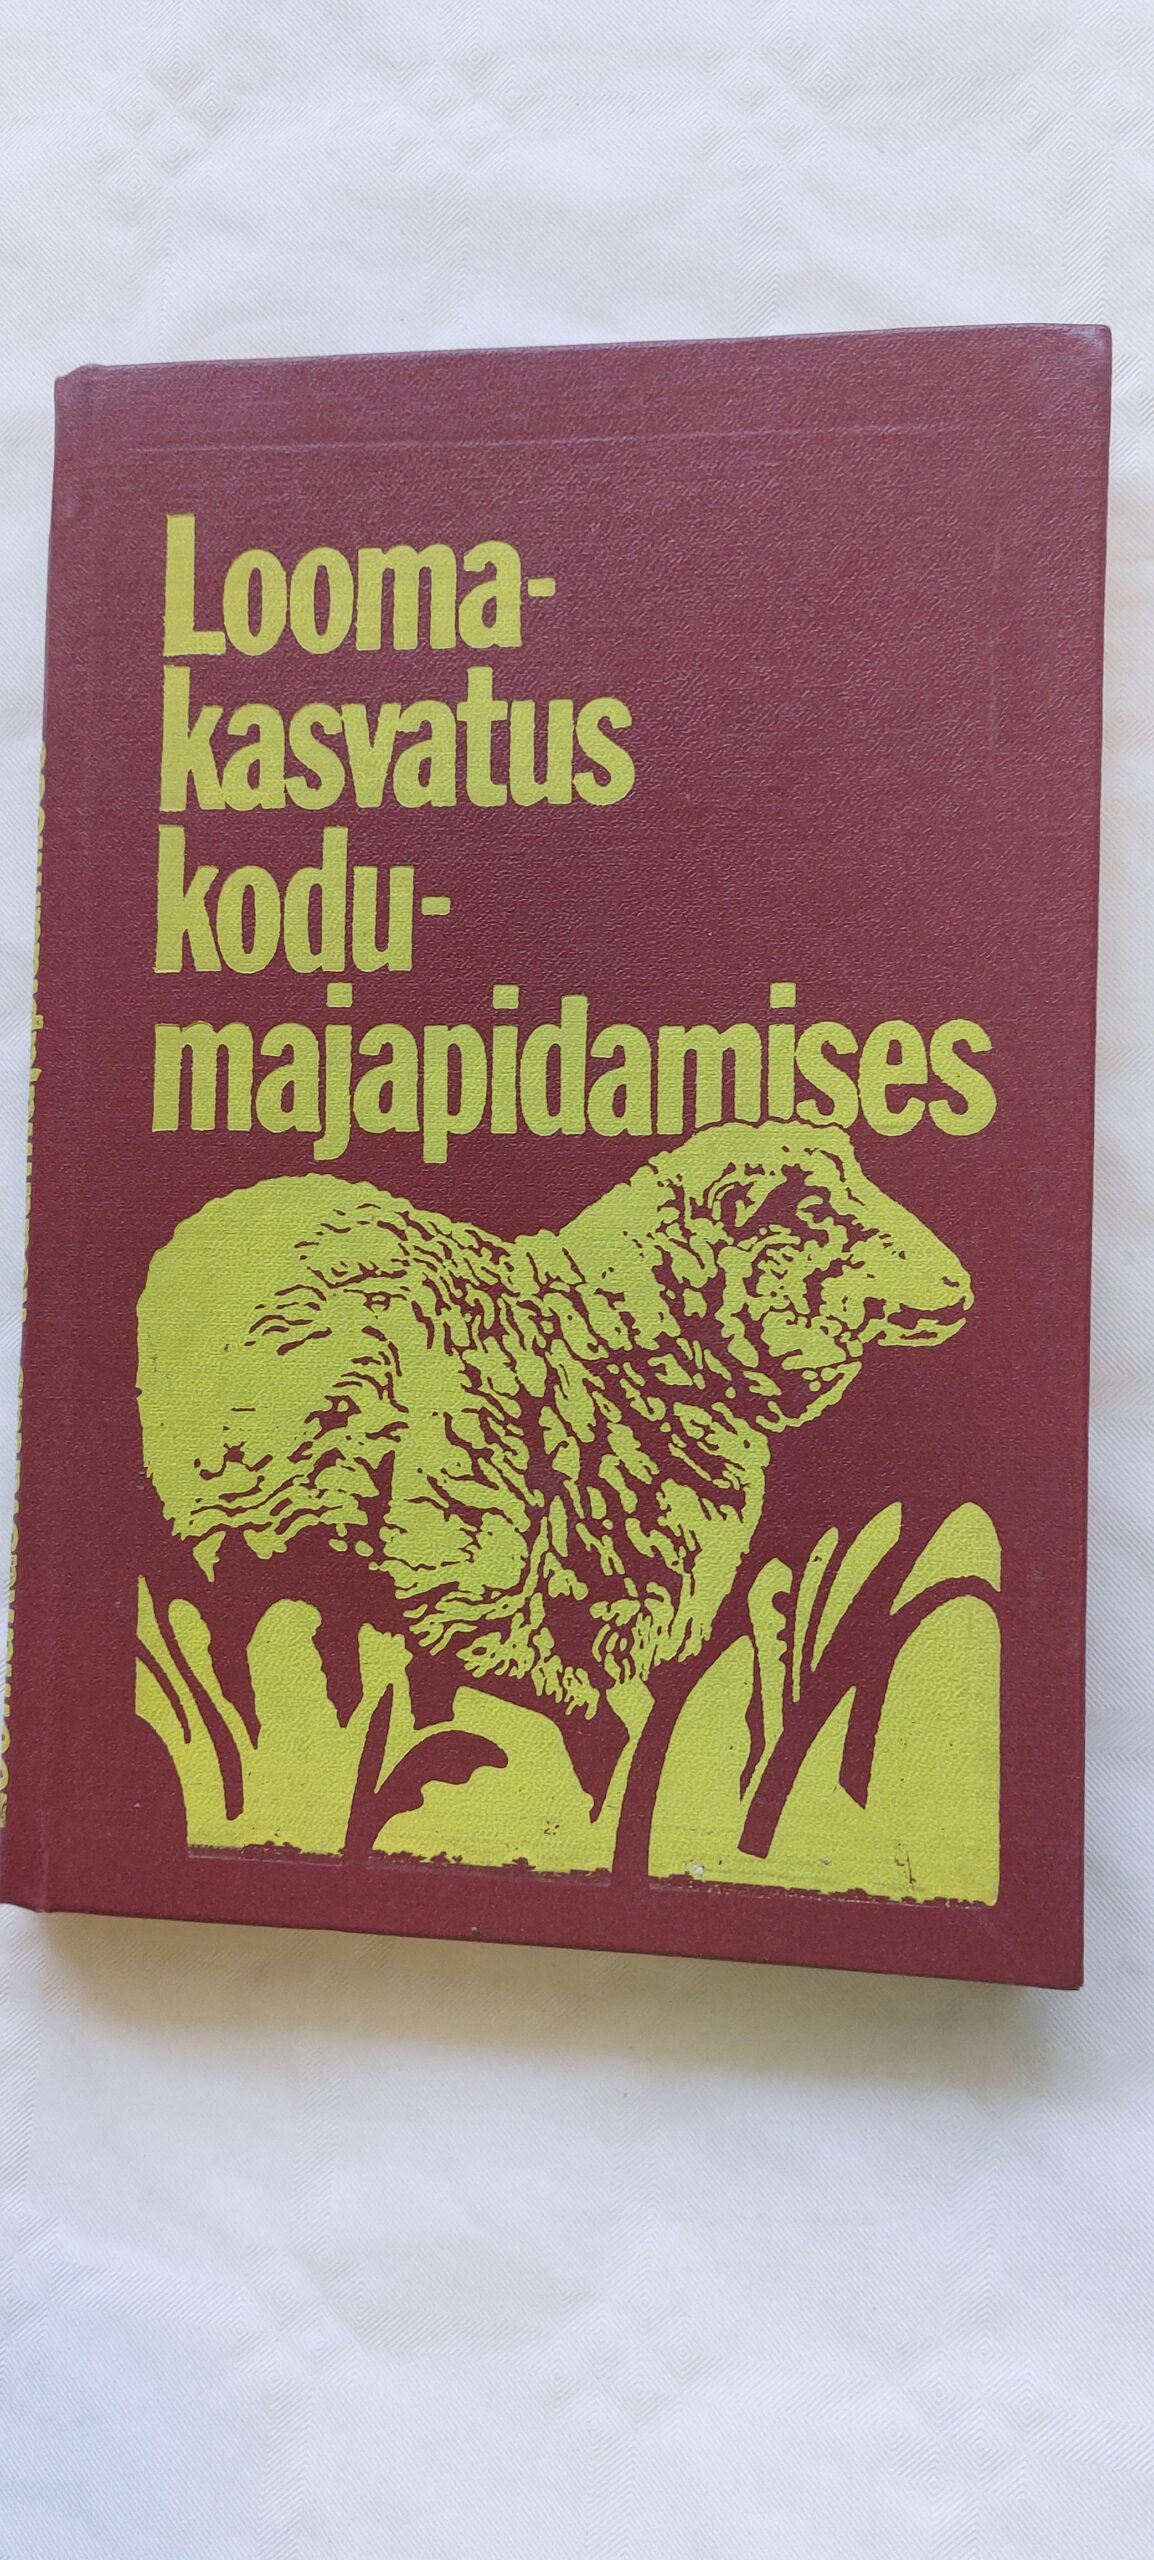 Looma-
kasvatus
kodu-
majapidamises